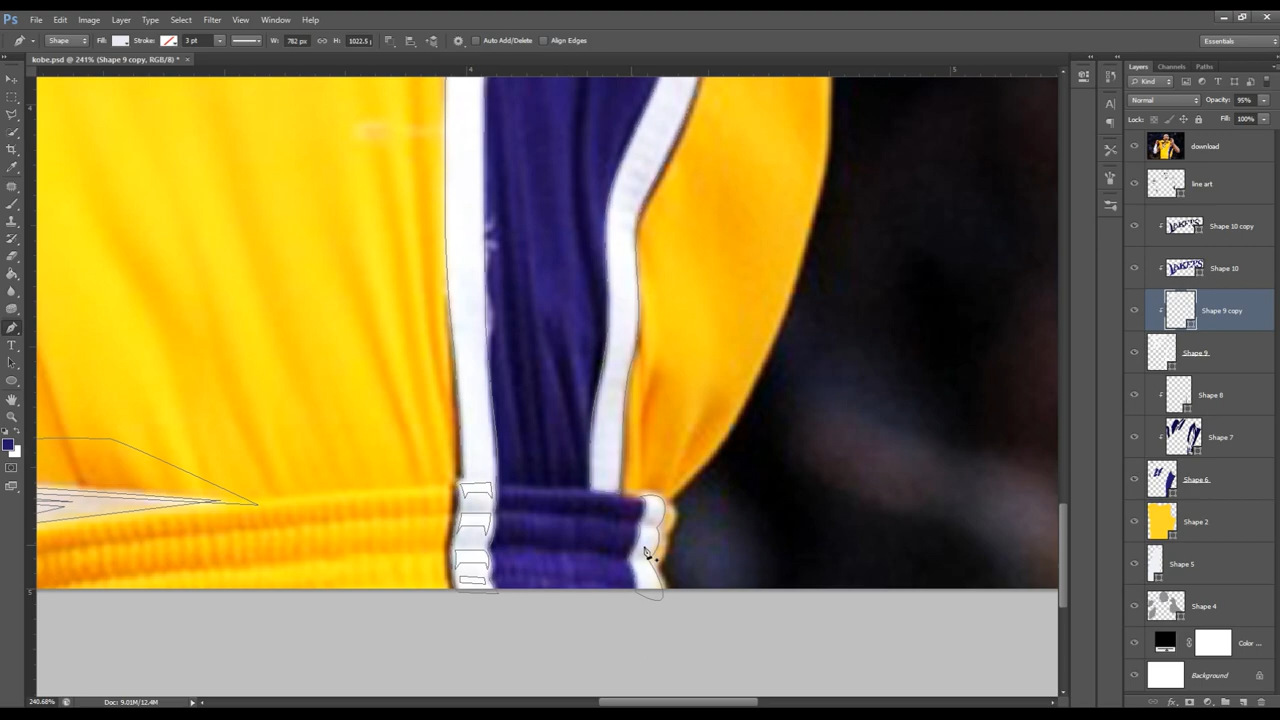 Ps File Edit Image Layer Type Select Filter View Window Help
Shape Fill: Stroke: 3 pt W: 782 px H: 1022.5 Auto Add/Delete Align Edges Essentials
kobe.psd @ 241% (Shape 9 copy, RGB/8) * ×
4 5
4
5
Layers Channels Paths
Kind
Normal Opacity: 95%
Lock: Fill: 100%
download
line art
Shape 10 copy
Shape 10
Shape 9 copy
Shape 9
Shape 8
Shape 7
Shape 6
Shape 2
Shape 5
Shape 4
Color ...
Background
240.68% Doc: 9.01M/12.4M